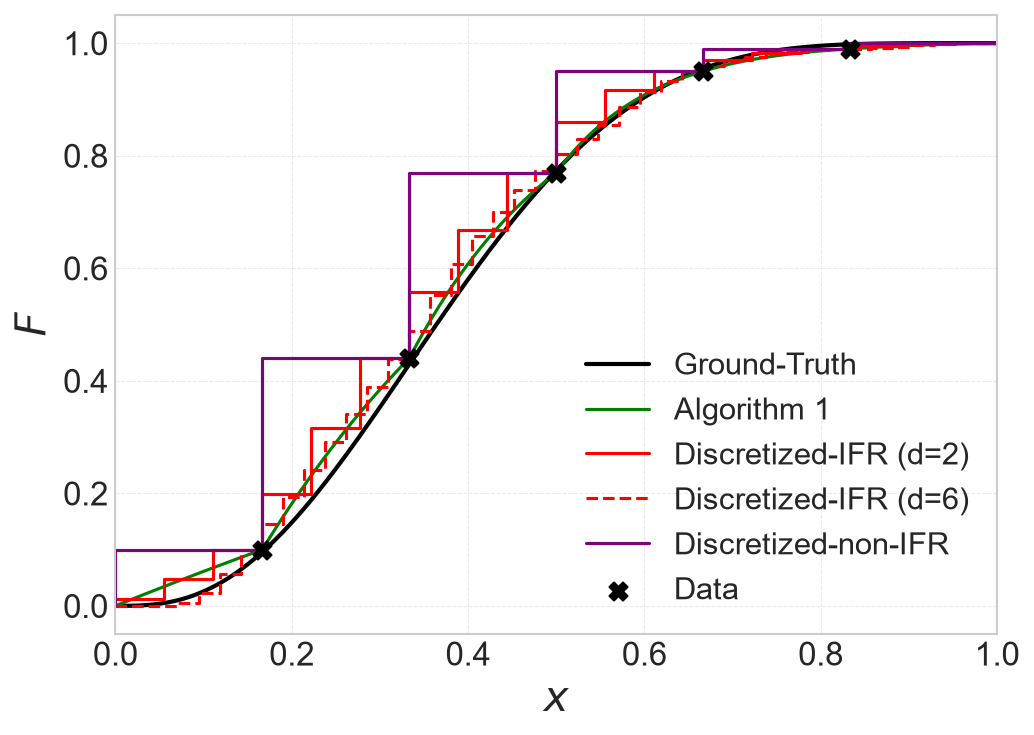 1.0
0.8
0.6
0.4
0.2
0.0
F
Ground-Truth
Algorithm 1
Discretized-IFR (d=2)
Discretized-IFR (d=6)
Discretized-non-IFR
Data
0.0 0.2 0.4 0.6 0.8 1.0
x